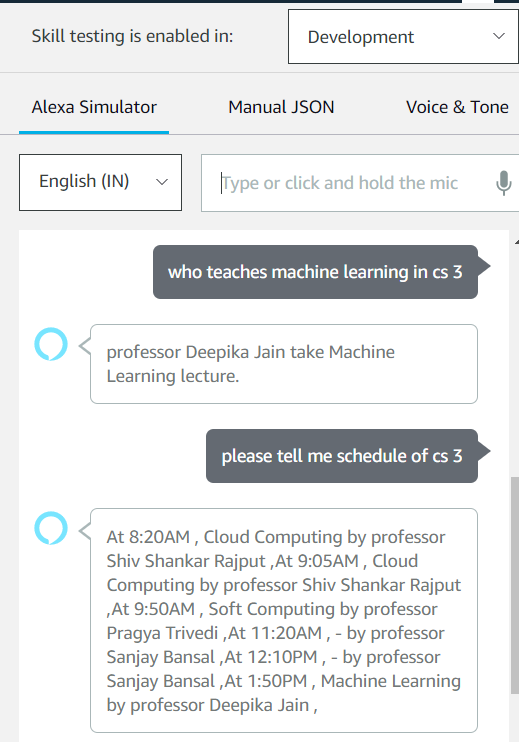 Skill testing is enabled in:
Development
Alexa Simulator
Manual JSON
Voice & Tone
English (IN)
Type or click and hold the mic
who teaches machine learning in cs 3
professor Deepika Jain take Machine
Learning lecture.
please tell me schedule of cs 3
At 8:20AM , Cloud Computing by professor
Shiv Shankar Rajput ,At 9:05AM , Cloud
Computing by professor Shiv Shankar Rajput
,At 9:50AM , Soft Computing by professor
Pragya Trivedi ,At 11:20AM , - by professor
Sanjay Bansal ,At 12:10PM , - by professor
Sanjay Bansal ,At 1:50PM , Machine Learning
by professor Deepika Jain ,